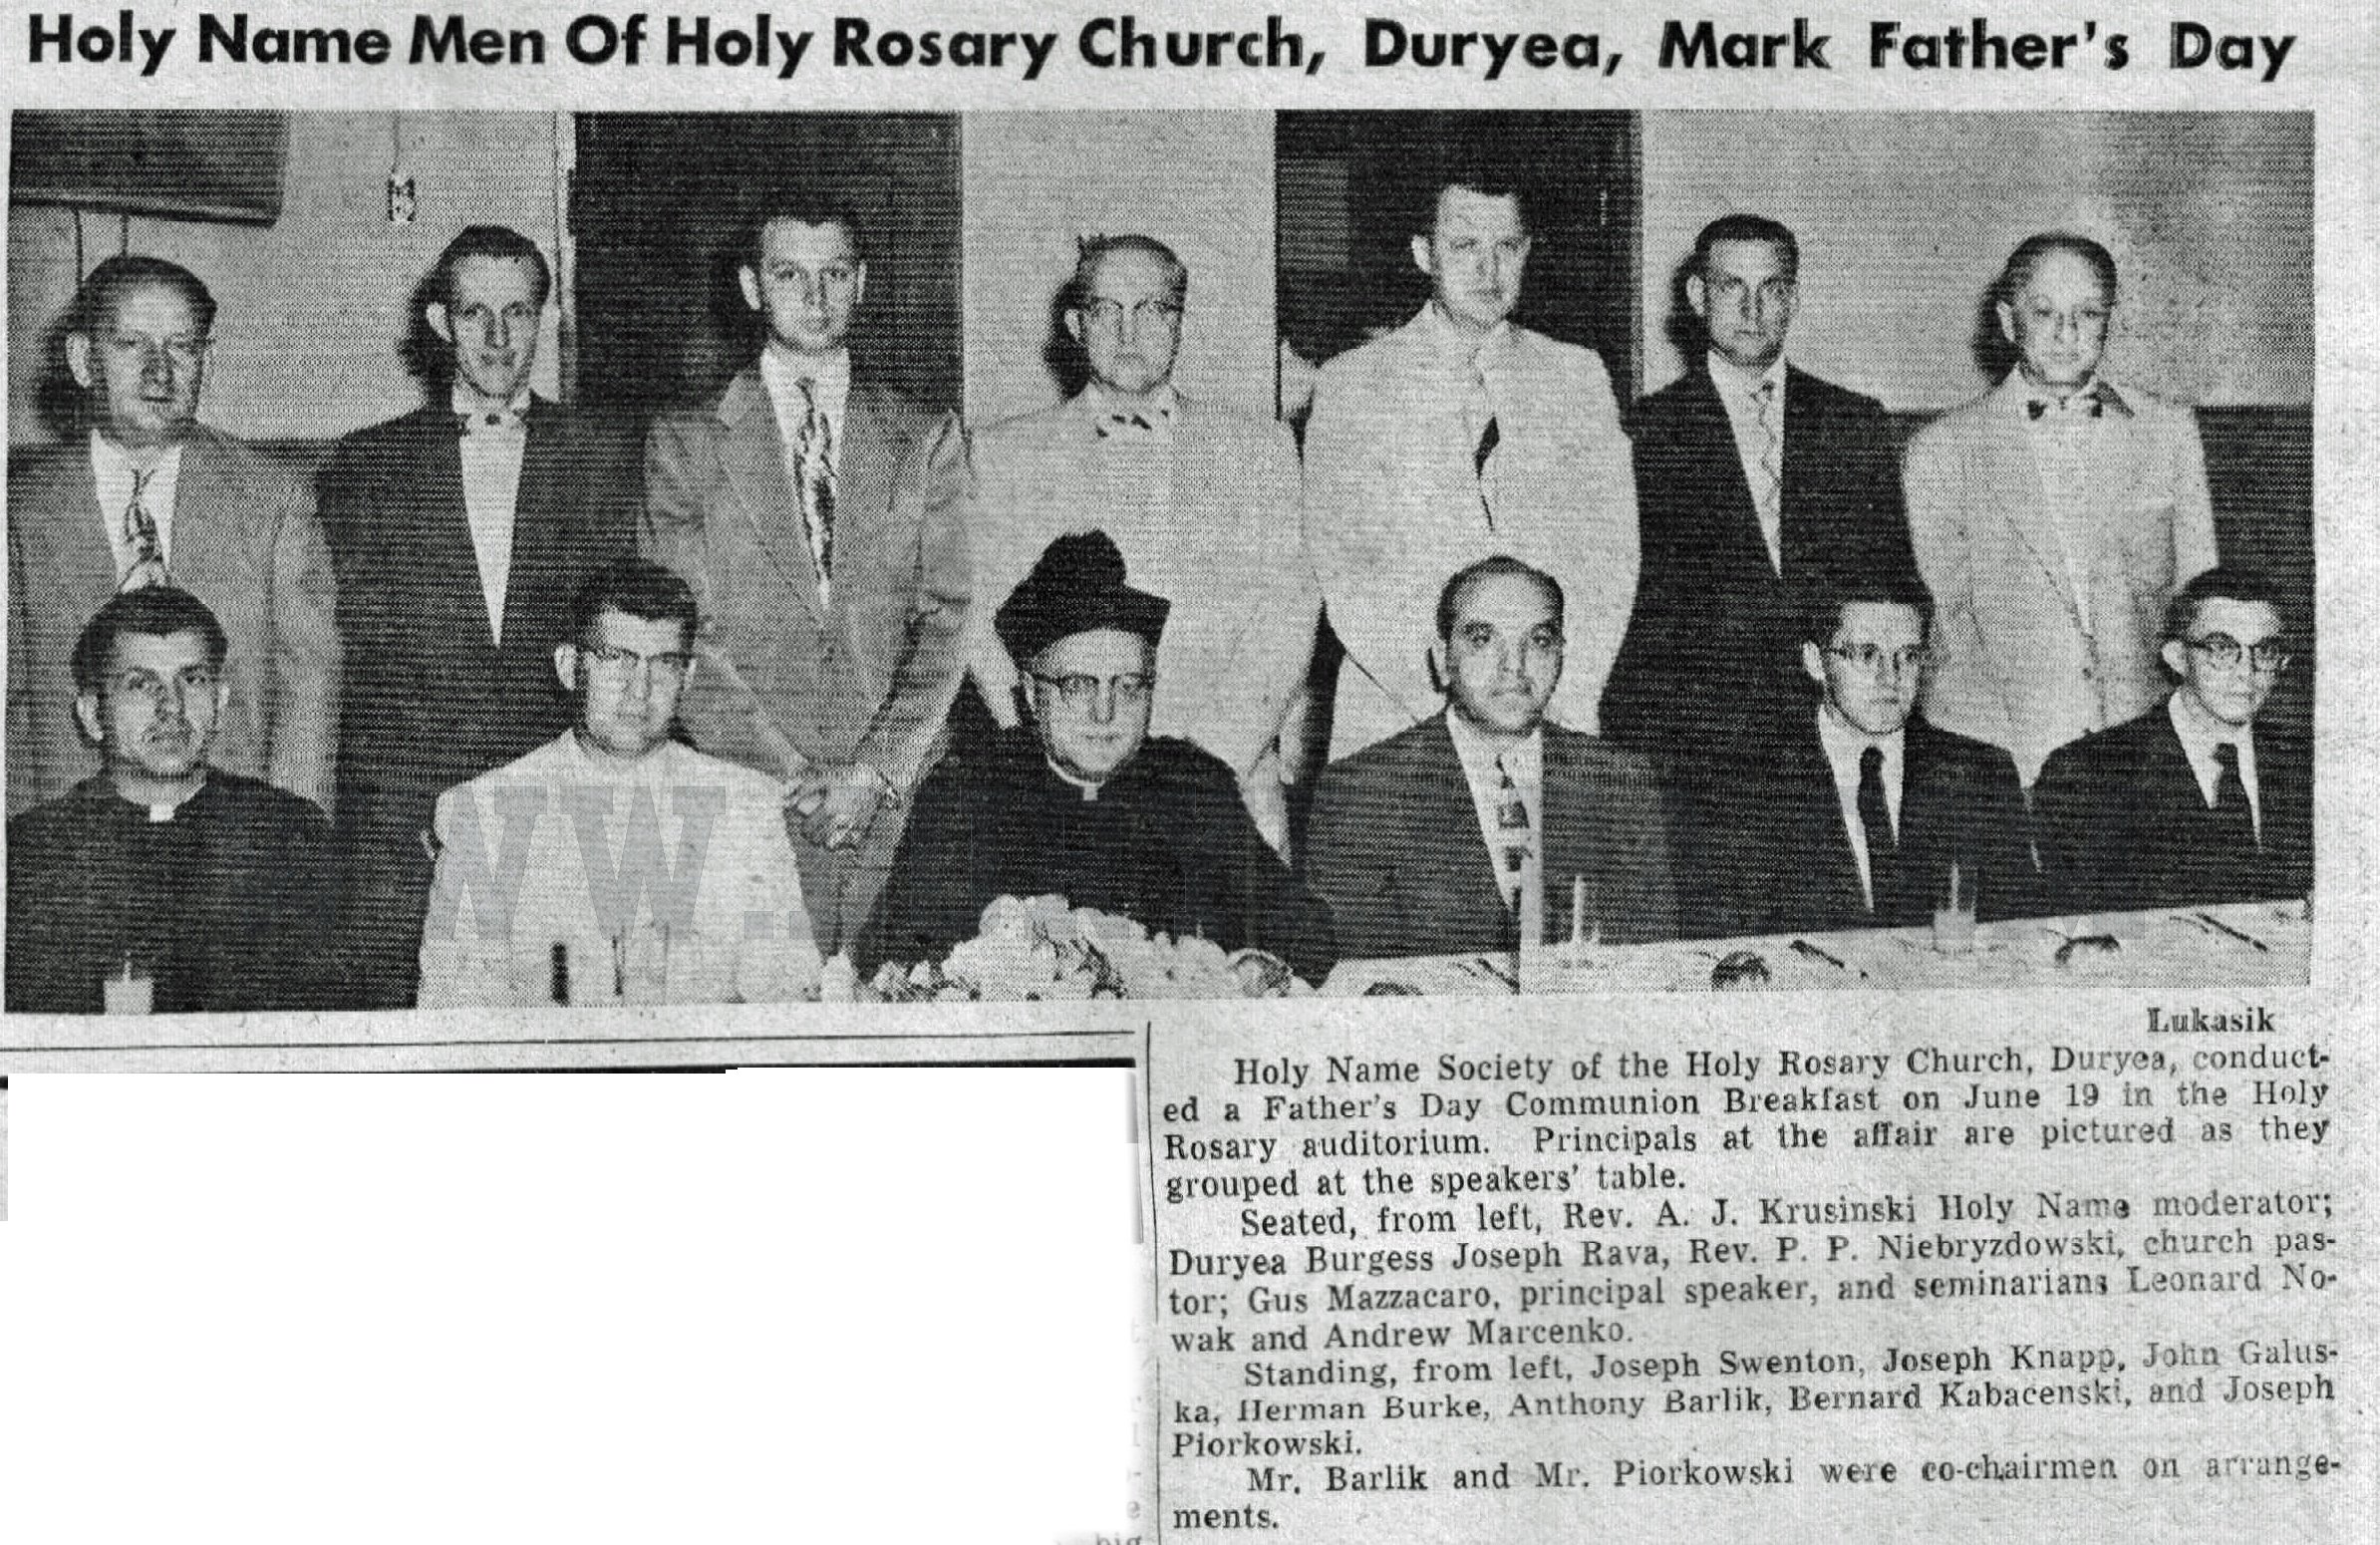 Holy Name Men Of Holy Rosary Church, Duryea, Mark Father's Day
Lukasik
Holy Name Society of the Holy Rosary Church, Duryea, conduct-
ed a Father's Day Communion Breakfast on June 19 in the Holy
Rosary auditorium. Principals at the affair are pictured as they
grouped at the speakers' table.
Seated, from left, Rev. A. J. Krusinski Holy Name moderator;
Duryea Burgess Joseph Rava, Rev. P. P. Niebryzdowski, church pas-
tor; Gus Mazzacaro, principal speaker, and seminarians Leonard No-
wak and Andrew Marcenko.
Standing, from left, Joseph Swenton, Joseph Knapp, John Galus-
ka, Herman Burke, Anthony Barlik, Bernard Kabacenski, and Joseph
Piorkowski.
Mr. Barlik and Mr. Piorkowski were co-chairmen on arrange-
ments.
big